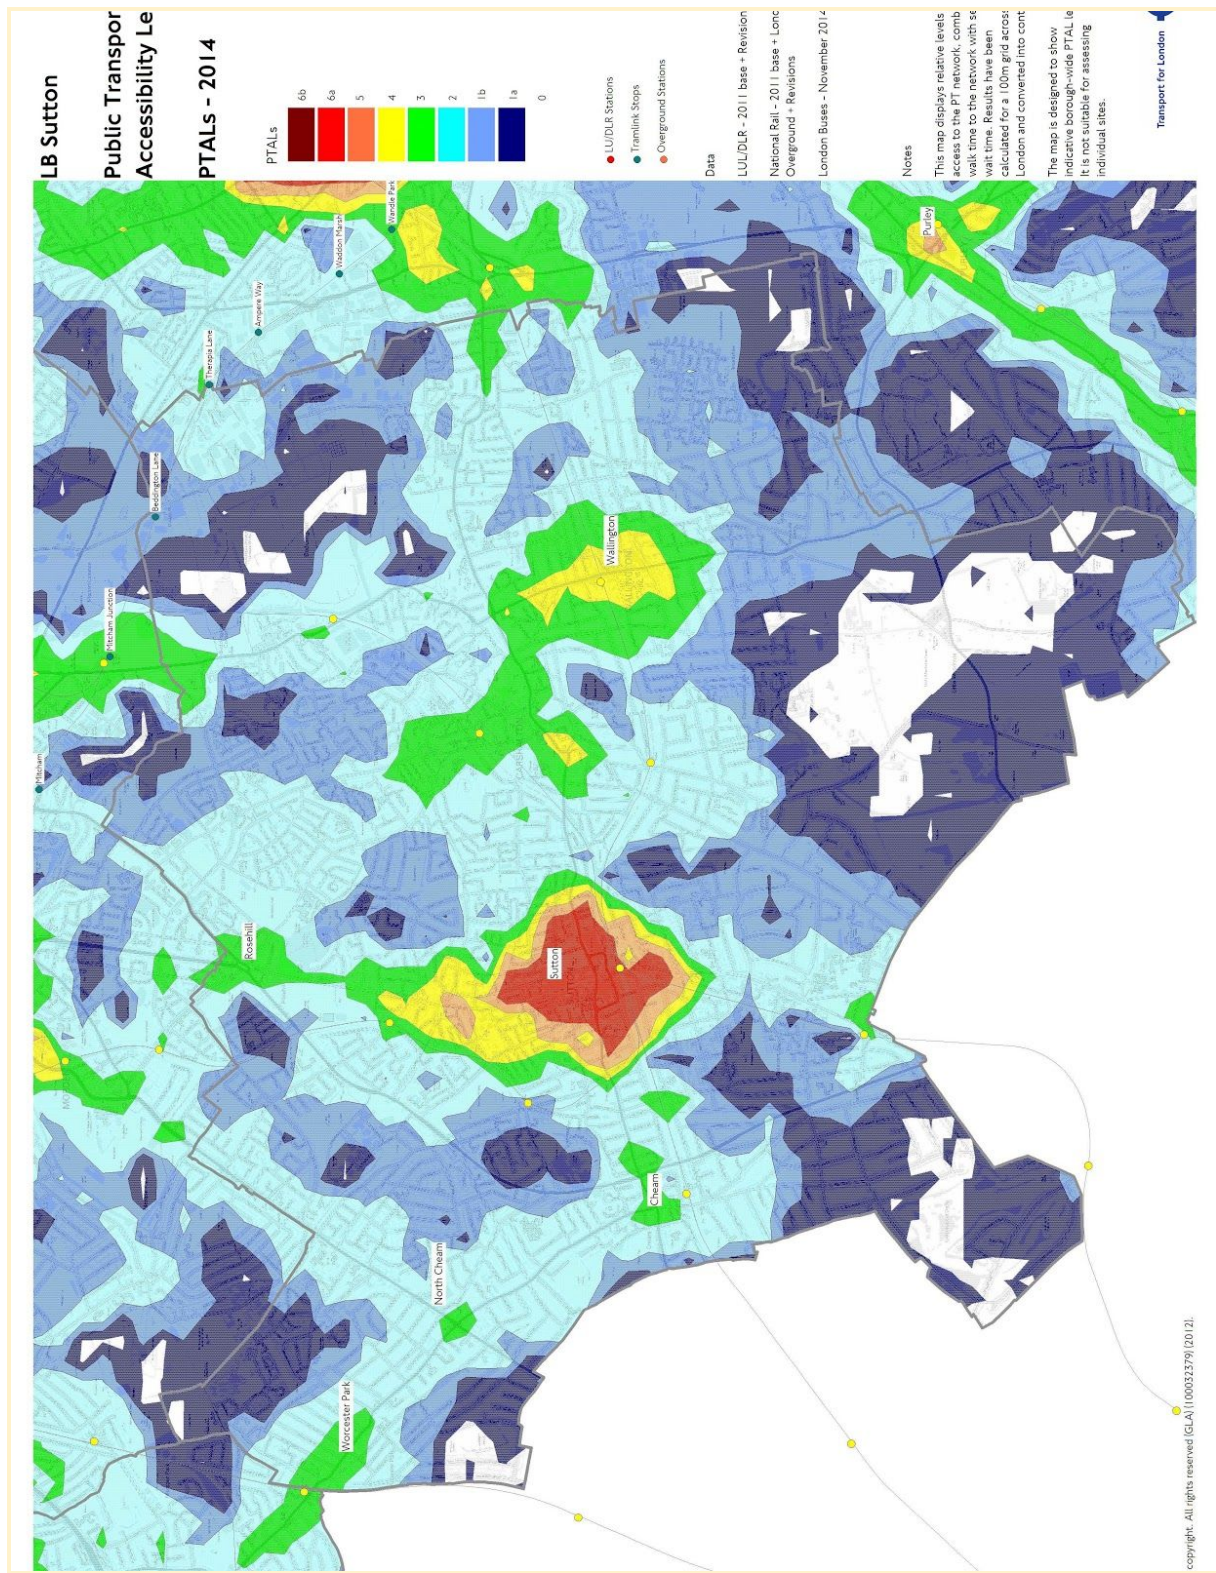 LB Sutton
Public Transpor
Accessibility Le
PTALs - 2014
PTALs
6b
6a
5
4
3
2
1b
1a
0
LU/DLR Stations
Tramlink Stops
Overground Stations
Data
LUL/DLR - 2011 base + Revision
National Rail - 2011 base + Lond
Overground + Revisions
London Buses - November 2014
Notes
This map displays relative levels
access to the PT network, comb
walk time to the network with se
wait time. Results have been
calculated for a 100m grid across
London and converted into cont
The map is designed to show
indicative borough-wide PTAL le
It is not suitable for assessing
individual sites.
Transport for London
Mitcham
Mitcham Junction
Beddington Lane
Therapia Lane
Ampere Way
Waddon Marsh
Wandle Park
Purley
Wallington
Rosehill
Sutton
Cheam
North Cheam
Worcester Park
copyright. All rights reserved (GLA) (100032379) (2012).